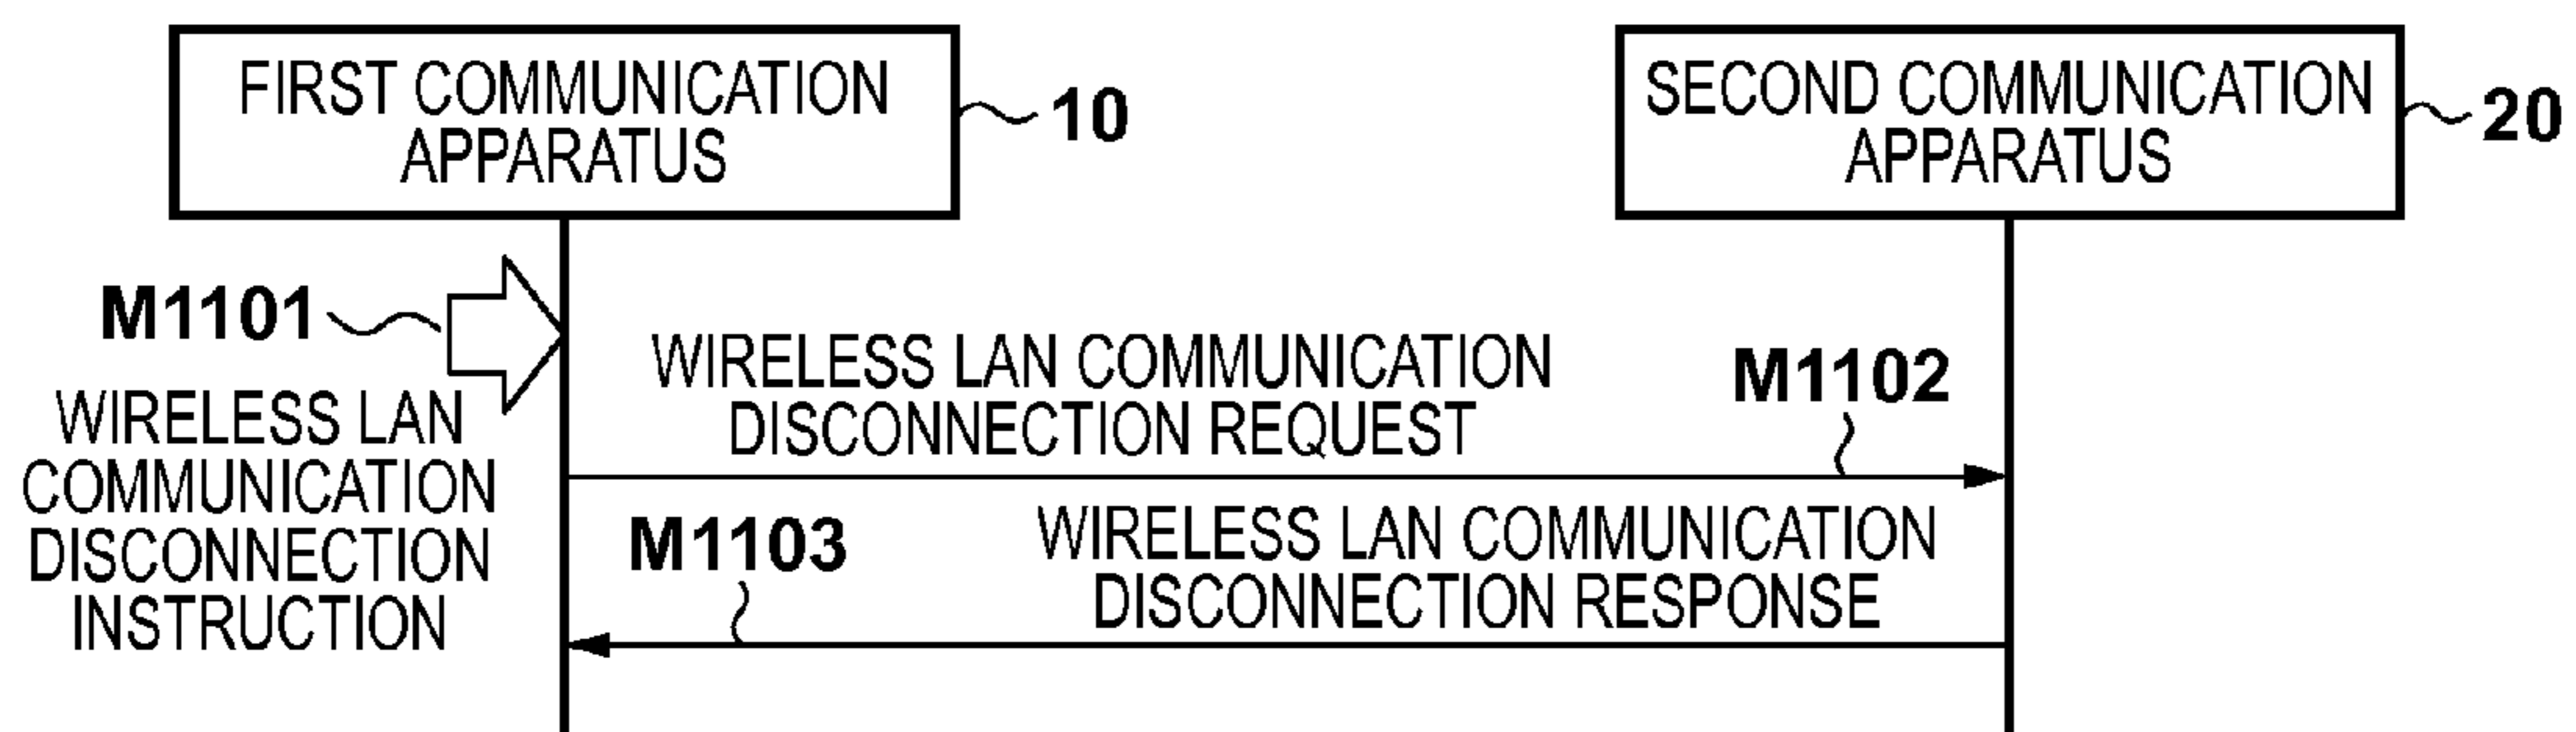 FIRST COMMUNICATION
APPARATUS
10
SECOND COMMUNICATION
APPARATUS
20
M1101
WIRELESS LAN
COMMUNICATION
DISCONNECTION
INSTRUCTION
WIRELESS LAN COMMUNICATION
DISCONNECTION REQUEST
M1102
M1103
WIRELESS LAN COMMUNICATION
DISCONNECTION RESPONSE